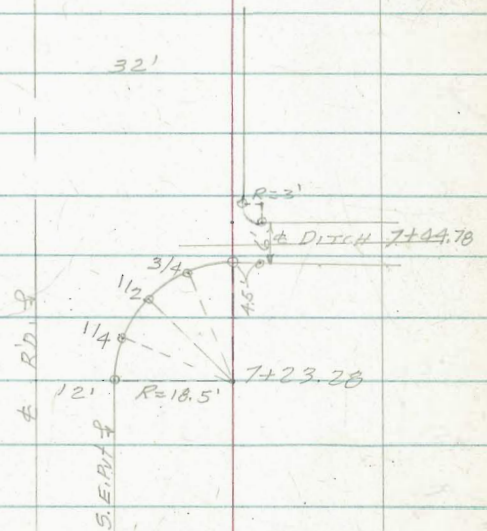 32'
R=3'
6'
℄ DITCH 7+44.78
3/4
1/2
4.5'
1/4
℄ R'D.
12'
R=18.5'
7+23.28
S.E. Pvt